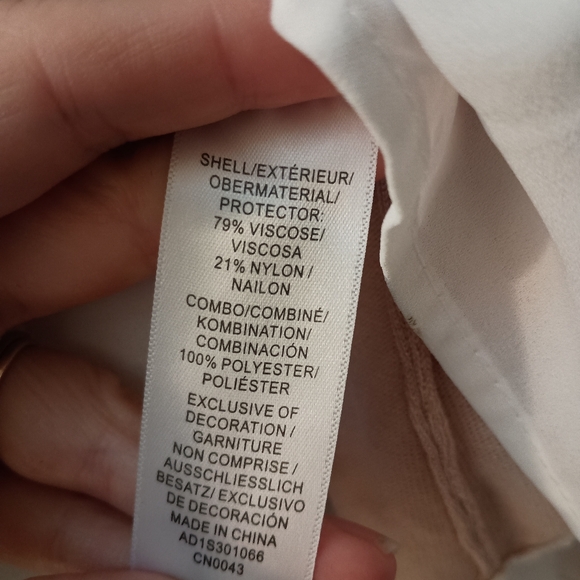 SHELL/EXTÉRIEUR/
OBERMATERIAL/
PROTECTOR:
79% VISCOSE/
VISCOSA
21% NYLON /
NAILON
COMBO/COMBINÉ/
KOMBINATION/
COMBINACIÓN
100% POLYESTER/
POLIÉSTER
EXCLUSIVE OF
DECORATION /
GARNITURE
NON COMPRISE /
AUSSCHLIESSLICH
BESATZ/ EXCLUSIVO
DE DECORACIÓN
MADE IN CHINA
AD1S301066
CN0043